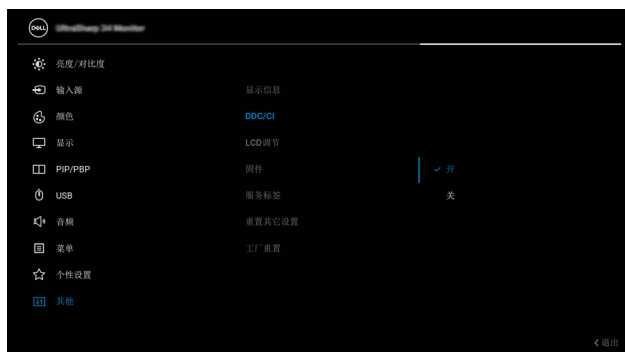 DELL
UltraSharp 34 Monitor
亮度/对比度
输入源
显示信息
颜色
DDC/CI
显示
LCD调节
PIP/PBP
固件
✓ 开
USB
服务标签
关
音频
重置其它设置
菜单
工厂重置
个性设置
其他
退出